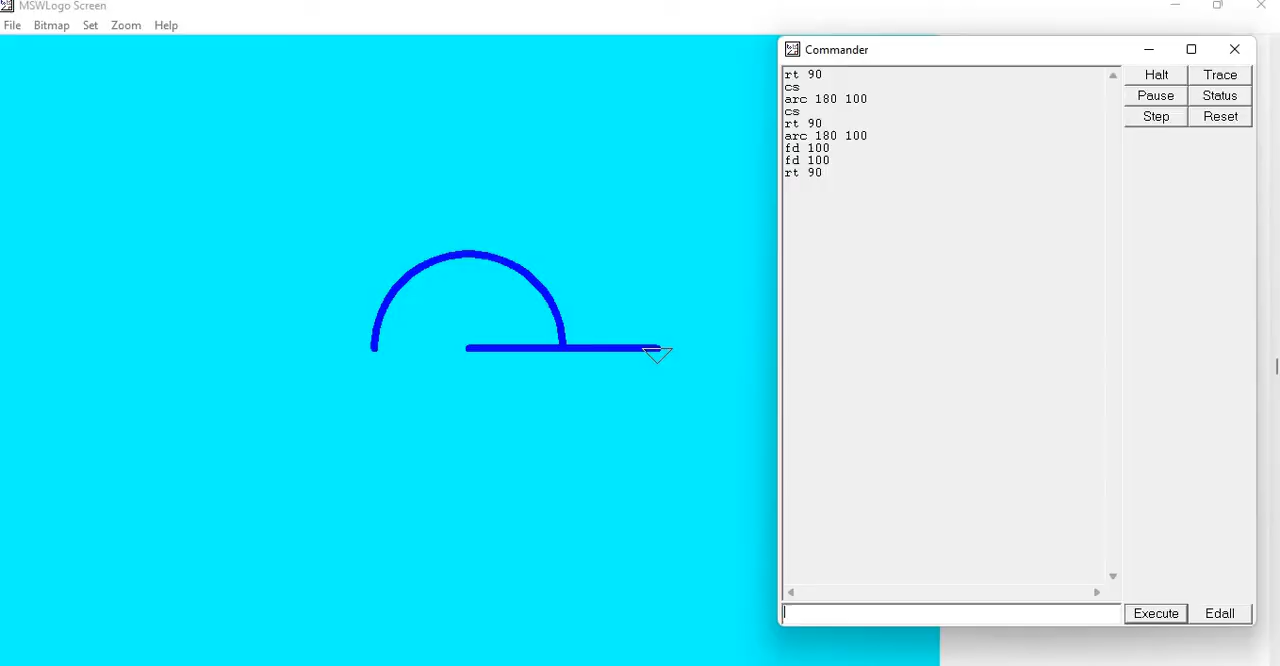 MSWLogo Screen
File Bitmap Set Zoom Help
Commander
rt 90
cs
arc 180 100
cs
rt 90
arc 180 100
fd 100
fd 100
rt 90
Halt Trace
Pause Status
Step Reset
Execute Edall